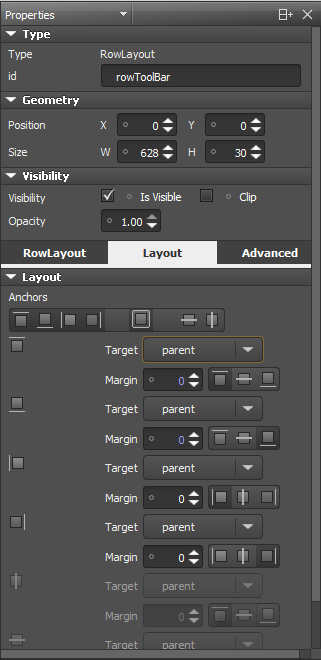 Properties
Type
Type RowLayout
id rowToolBar
Geometry
Position X 0 Y 0
Size W 628 H 30
Visibility
Visibility Is Visible Clip
Opacity 1.00
RowLayout Layout Advanced
Layout
Anchors
Target parent
Margin 0
Target parent
Margin 0
Target parent
Margin 0
Target parent
Margin 0
Target parent
Margin 0
Target parent